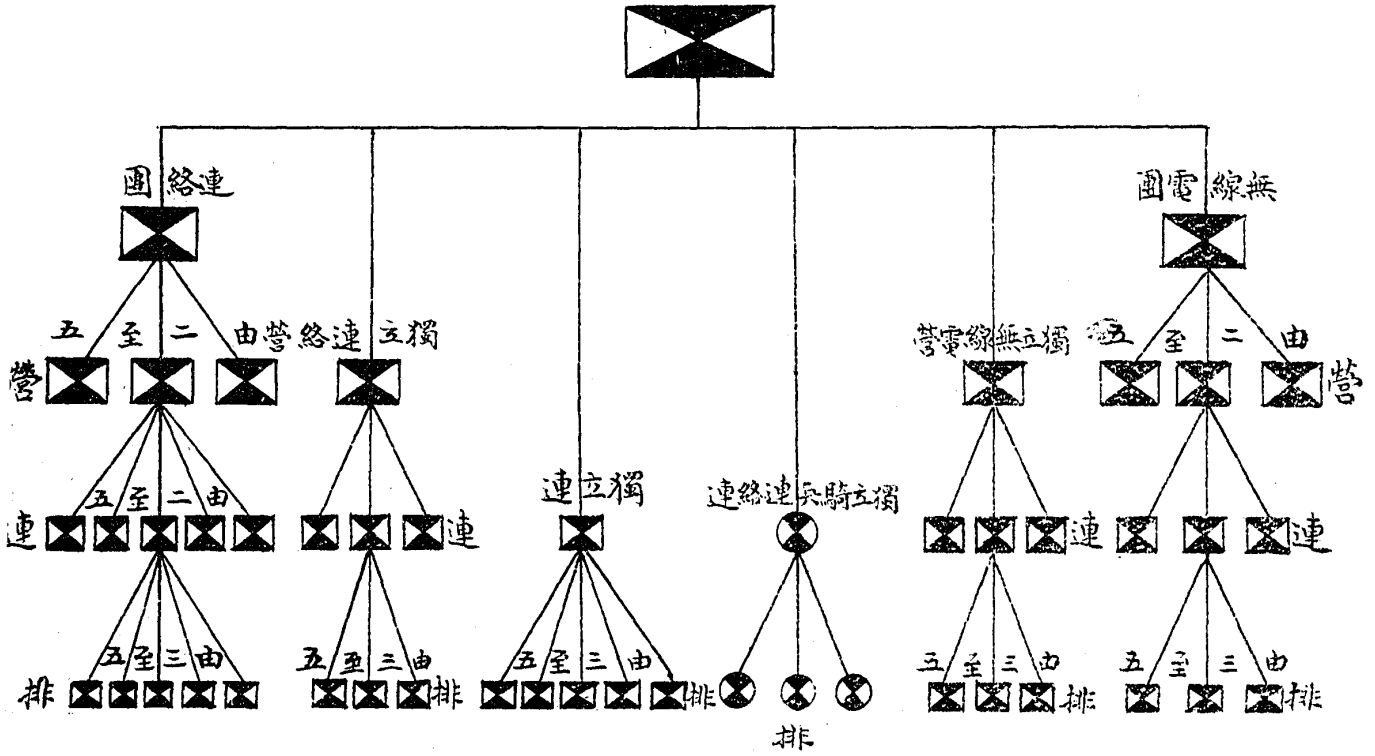 無線電團
連絡團
由二至五
營
獨立無線電營
獨立連絡營
由二至五
營
連
連
獨立騎兵連絡連
獨立連
連
由二至五
連
由三至五
排
由三至五
排
排
由三至五
排
由三至五
排
由三至五
排